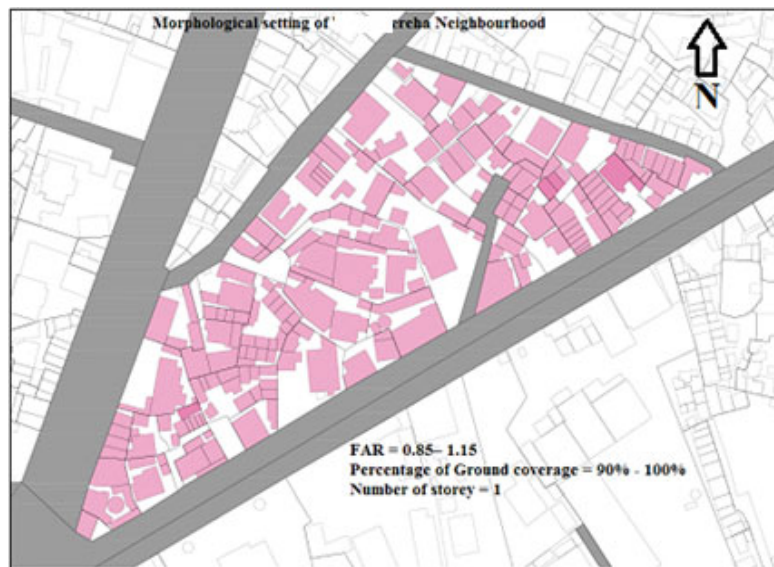 Morphological setting of ercha Neighbourhood
N
FAR = 0.85– 1.15
Percentage of Ground coverage = 90% - 100%
Number of storey = 1